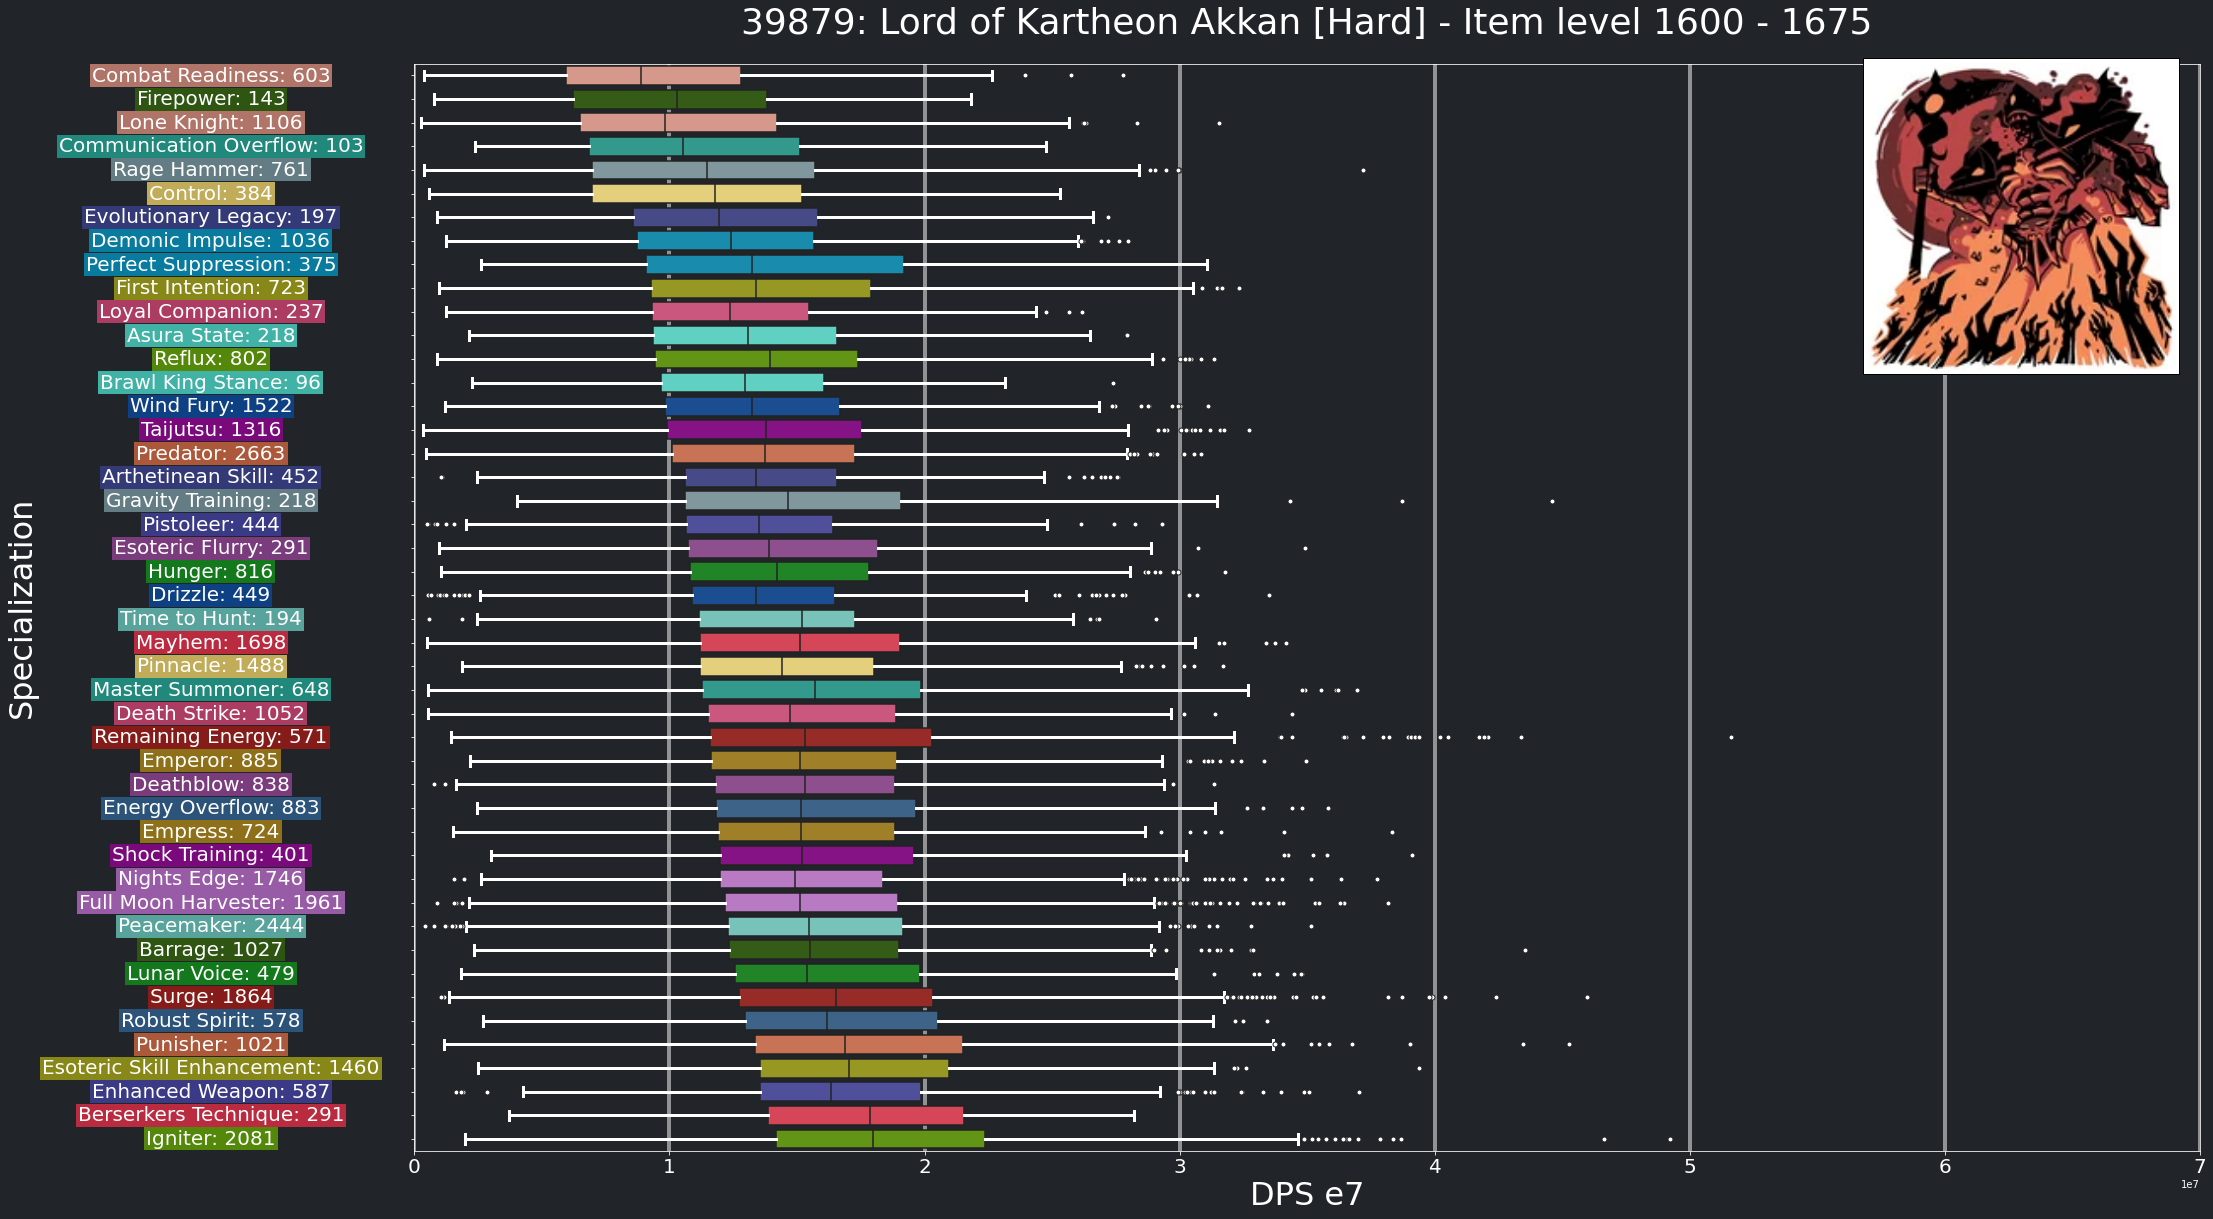 39879: Lord of Kartheon Akkan [Hard] - Item level 1600 - 1675
Combat Readiness: 603
Firepower: 143
Lone Knight: 1106
Communication Overflow: 103
Rage Hammer: 761
Control: 384
Evolutionary Legacy: 197
Demonic Impulse: 1036
Perfect Suppression: 375
First Intention: 723
Loyal Companion: 237
Asura State: 218
Reflux: 802
Brawl King Stance: 96
Wind Fury: 1522
Taijutsu: 1316
Predator: 2663
Arthetinean Skill: 452
Gravity Training: 218
Pistoleer: 444
Esoteric Flurry: 291
Hunger: 816
Drizzle: 449
Time to Hunt: 194
Mayhem: 1698
Pinnacle: 1488
Master Summoner: 648
Death Strike: 1052
Remaining Energy: 571
Emperor: 885
Deathblow: 838
Energy Overflow: 883
Empress: 724
Shock Training: 401
Nights Edge: 1746
Full Moon Harvester: 1961
Peacemaker: 2444
Barrage: 1027
Lunar Voice: 479
Surge: 1864
Robust Spirit: 578
Punisher: 1021
Esoteric Skill Enhancement: 1460
Enhanced Weapon: 587
Berserkers Technique: 291
Igniter: 2081
Specialization
0 1 2 3 4 5 6 7
1e7
DPS e7